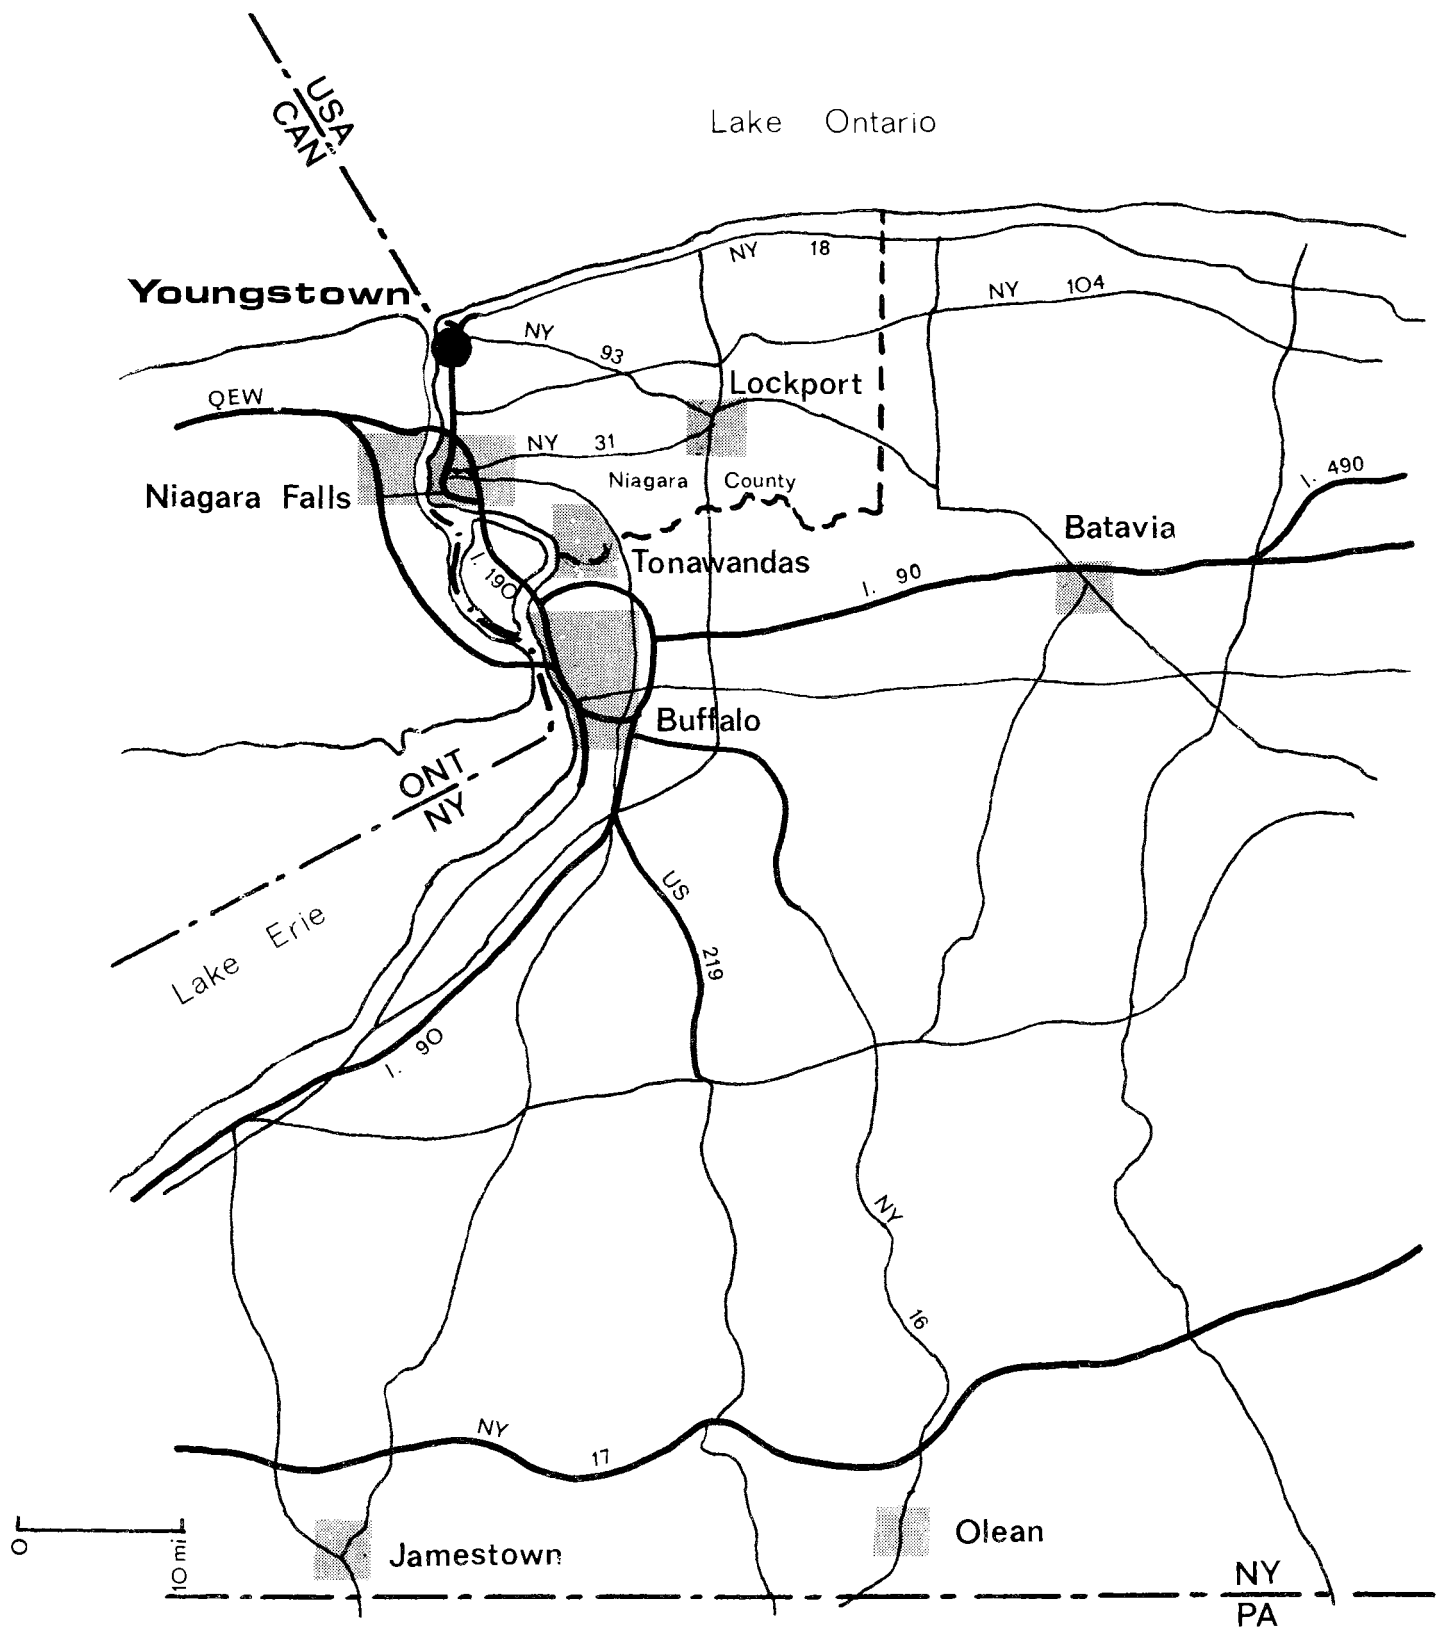 USA
CAN
Lake Ontario
NY 18
Youngstown
NY 104
NY 93
Lockport
QEW
NY 31
I. 490
Niagara County
Niagara Falls
Batavia
Tonawandas
I. 190
I. 90
Buffalo
ONT
NY
US 219
Lake Erie
I. 90
NY 16
NY 17
Olean
Jamestown
0
10 mi
NY
PA